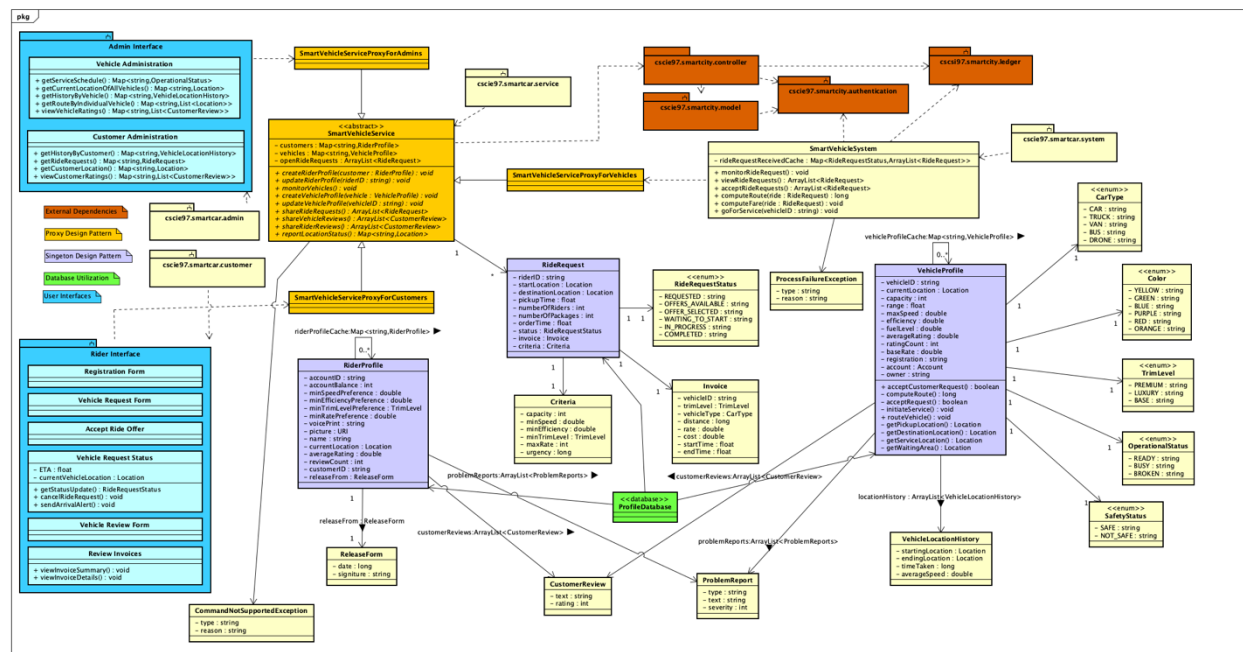 pkg
Admin Interface
Vehicle Administration
+ getServiceSchedule() : Map<string,OperationalStatus>
+ getCurrentLocationOfAllVehicles() : Map<string,Location>
+ getHistoryByVehicle() : Map<string,VehicleLocationHistory>
+ getRouteByIndividualVehicle() : Map<string,List<Location>>
+ viewVehicleRatings() : Map<string,List<CustomerReview>>
Customer Administration
+ getHistoryByCustomer() : Map<string,VehicleLocationHistory>
+ getRideRequests() : Map<string,RideRequest>
+ getCustomerLocation() : Map<string,Location>
+ viewCustomerRatings() : Map<string,List<CustomerReview>>
External Dependencies
Proxy Design Pattern
Singleton Design Pattern
Database Utilization
User Interfaces
cscie97.smartcar.admin
cscie97.smartcar.customer
SmartVehicleServiceProxyForAdmins
cscie97.smartcar.service
<<abstract>>
SmartVehicleService
– customers : Map<string,RiderProfile>
– vehicles : Map<string,VehicleProfile>
– openRideRequests : ArrayList<RideRequest>
+ createRiderProfile(customer : RiderProfile) : void
+ updateRiderProfile(riderID : string) : void
+ monitorVehicles() : void
+ createVehicleProfile(vehicle : VehicleProfile) : void
+ updateVehicleProfile(vehicleID : string) : void
+ shareRideRequests() : ArrayList<RideRequest>
+ shareVehicleReviews() : ArrayList<CustomerReview>
+ shareRiderReviews() : ArrayList<CustomerReview>
+ reportLocationStatus() : Map<string,Location>
SmartVehicleServiceProxyForVehicles
SmartVehicleServiceProxyForCustomers
cscie97.smartcity.controller
cscsi97.smartcity.ledger
cscie97.smartcity.authentication
cscie97.smartcity.model
cscie97.smartcar.system
SmartVehicleSystem
– rideRequestReceivedCache : Map<RideRequestStatus,ArrayList<RideRequest>>
+ monitorRideRequest() : void
+ viewRideRequests() : ArrayList<RideRequest>
+ acceptRideRequests() : ArrayList<RideRequest>
+ computeRoute(ride : RideRequest) : long
+ computeFare(ride : RideRequest) : void
+ goForService(vehicleID : string) : void
ProcessFailureException
– type : string
– reason : string
vehicleProfileCache:Map<string,VehicleProfile>
0..*
VehicleProfile
– vehicleID : string
– currentLocation : Location
– capacity : int
– range : float
– maxSpeed : double
– efficiency : double
– fuelLevel : double
– averageRating : double
– ratingCount : int
– baseRate : double
– registration : string
– account : Account
– owner : string
+ acceptCustomerRequest() : boolean
– computeRoute() : long
– acceptRequest() : boolean
– initiateService() : void
+ routeVehicle() : void
– getPickupLocation() : Location
– getDestinationLocation() : Location
– getServiceLocation() : Location
– getWaitingArea() : Location
<<enum>>
CarType
– CAR : string
– TRUCK : string
– VAN : string
– BUS : string
– DRONE : string
<<enum>>
Color
– YELLOW : string
– GREEN : string
– BLUE : string
– PURPLE : string
– RED : string
– ORANGE : string
<<enum>>
TrimLevel
– PREMIUM : string
– LUXURY : string
– BASE : string
<<enum>>
OperationalStatus
– READY : string
– BUSY : string
– BROKEN : string
<<enum>>
SafetyStatus
– SAFE : string
– NOT_SAFE : string
RideRequest
– riderID : string
– startLocation : Location
– destinationLocation : Location
– pickupTime : float
– numberOfRiders : int
– numberOfPackages : int
– orderTime : float
– status : RideRequestStatus
– invoice : Invoice
– criteria : Criteria
<<enum>>
RideRequestStatus
– REQUESTED : string
– OFFERS_AVAILABLE : string
– OFFER_SELECTED : string
– WAITING_TO_START : string
– IN_PROGRESS : string
– COMPLETED : string
Criteria
– capacity : int
– minSpeed : double
– minEfficiency : double
– minTrimLevel : TrimLevel
– maxRate : int
– urgency : long
Invoice
– vehicleID : string
– trimLevel : TrimLevel
– vehicleType : CarType
– distance : long
– rate : double
– cost : double
– startTime : float
– endTime : float
riderProfileCache:Map<string,RiderProfile>
0..*
RiderProfile
– accountID : string
– accountBalance : int
– minSpeedPreference : double
– minEfficiencyPreference : double
– minTrimLevelPreference : TrimLevel
– minRatePreference : double
– voicePrint : string
– picture : URI
– name : string
– currentLocation : Location
– averageRating : double
– reviewCount : int
– customerID : string
– releaseFrom : ReleaseForm
Rider Interface
Registration Form
Vehicle Request Form
Accept Ride Offer
Vehicle Request Status
– ETA : float
– currentVehicleLocation : Location
+ getStatusUpdate() : RideRequestStatus
+ cancelRideRequest() : void
+ sendArrivalAlert() : void
Vehicle Review Form
Review Invoices
+ viewInvoiceSummary() : void
+ viewInvoiceDetails() : void
problemReports:ArrayList<ProblemReports>
customerReviews:ArrayList<CustomerReview>
<<database>>
ProfileDatabase
locationHistory : ArrayList<VehicleLocationHistory>
releaseFrom : ReleaseForm
customerReviews:ArrayList<CustomerReview>
problemReports:ArrayList<ProblemReports>
ReleaseForm
– date : long
– signiture : string
CustomerReview
– text : string
– rating : int
ProblemReport
– type : string
– text : string
– severity : int
VehicleLocationHistory
– startingLocation : Location
– endingLocation : Location
– timeTaken : long
– averageSpeed : double
CommandNotSupportedException
– type : string
– reason : string